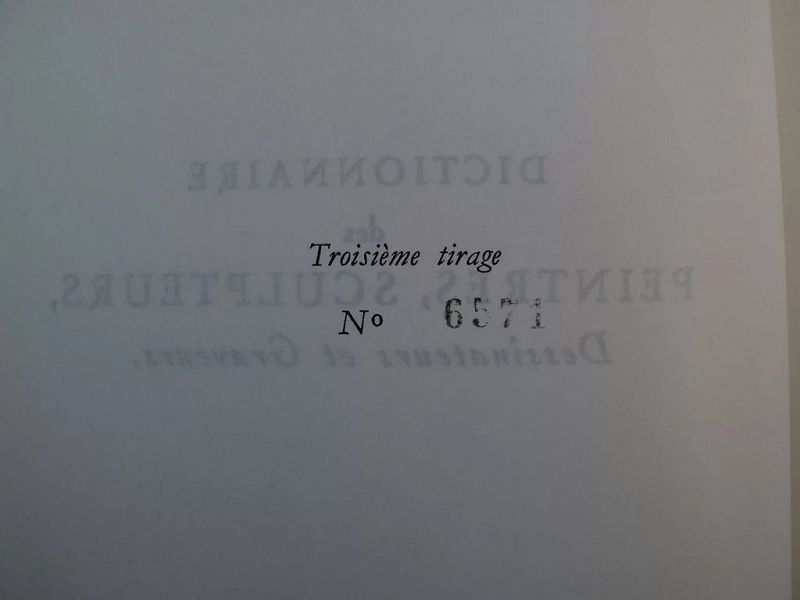 DICTIONNAIRE
des
Troisième tirage
PEINTRES, SCULPTEURS,
Nº 6571
Dessinateurs et Graveurs.